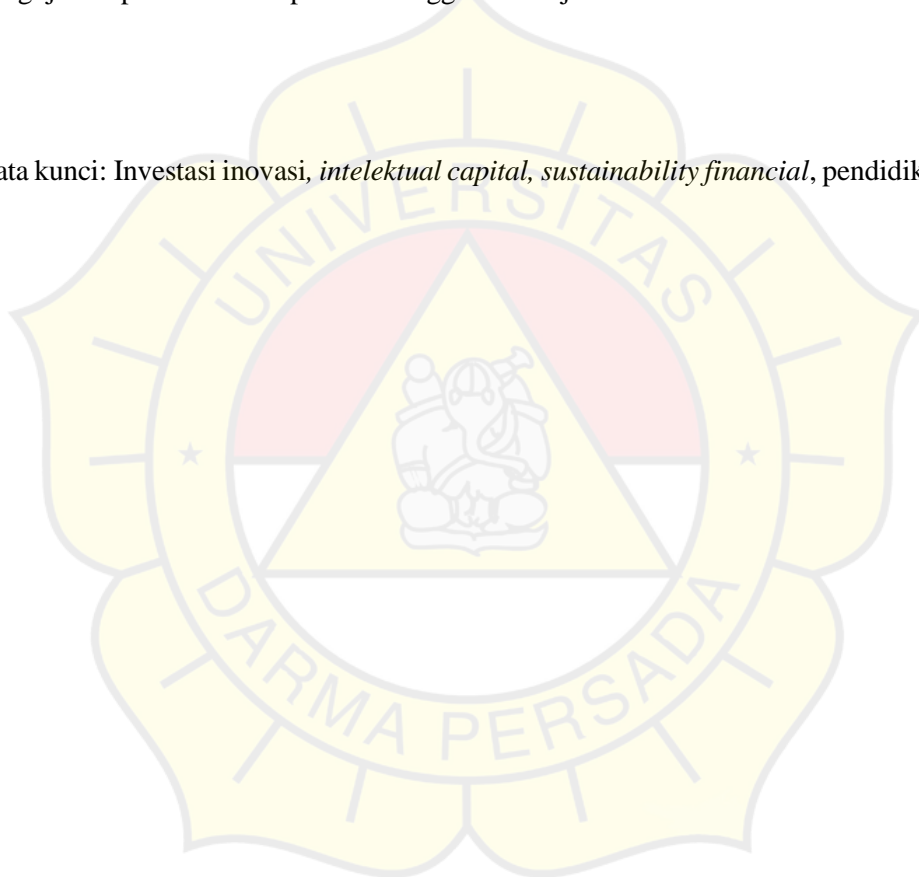 ata kunci: Investasi inovasi, intelektual capital, sustainability financial, pendidik
UNIVERSITAS
DARMA PERSADA